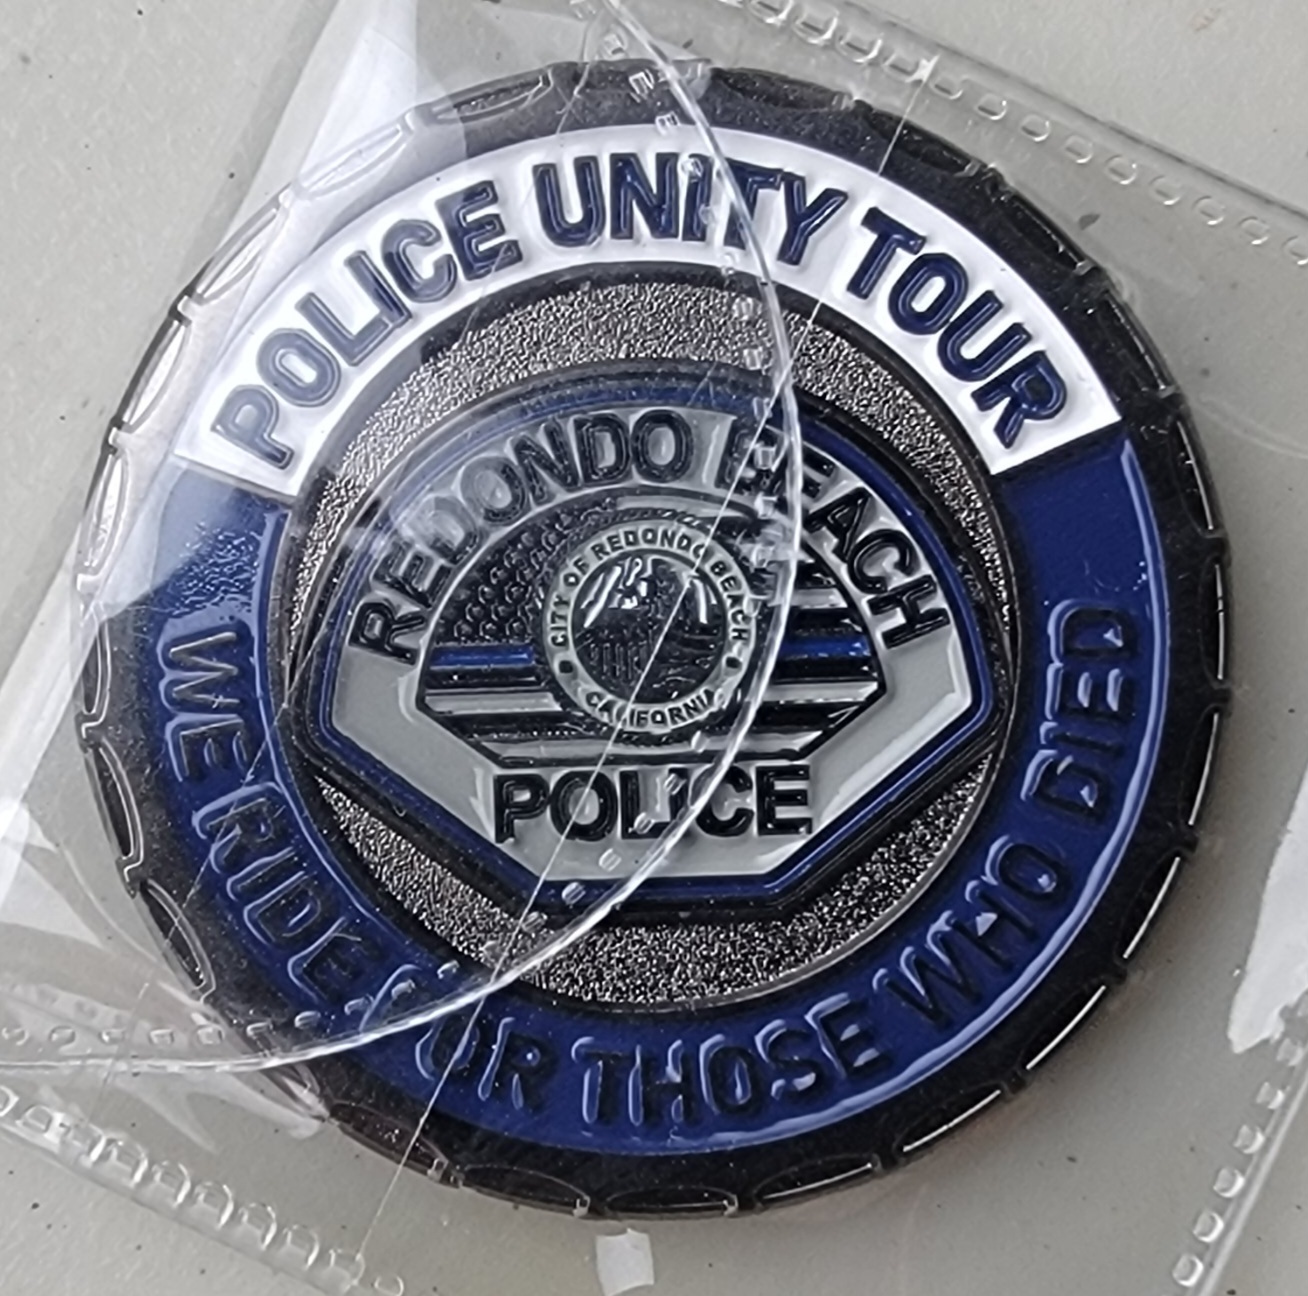 POLICE UNITY TOUR
REDONDO BEACH
CITY OF REDONDO BEACH
CALIFORNIA
POLICE
WE RIDE FOR THOSE WHO DIED